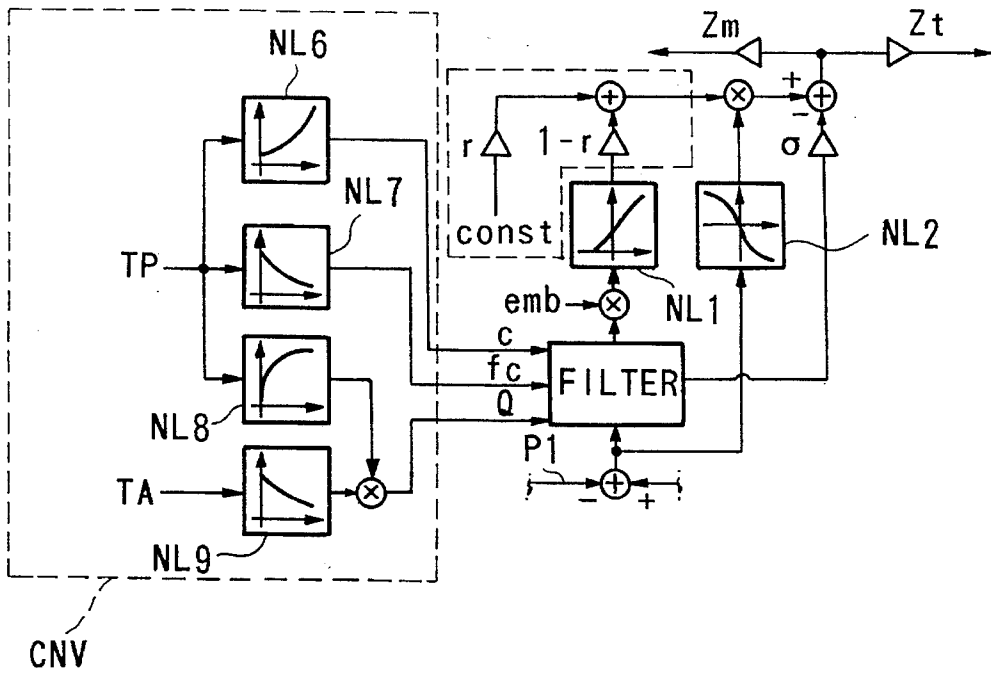 NL6
Zm
Zt
+
×
+
+
-
r
1-r
σ
NL7
const
NL2
TP
NL1
emb
×
c
fc
FILTER
Q
NL8
P1
TA
×
-
+
+
NL9
CNV